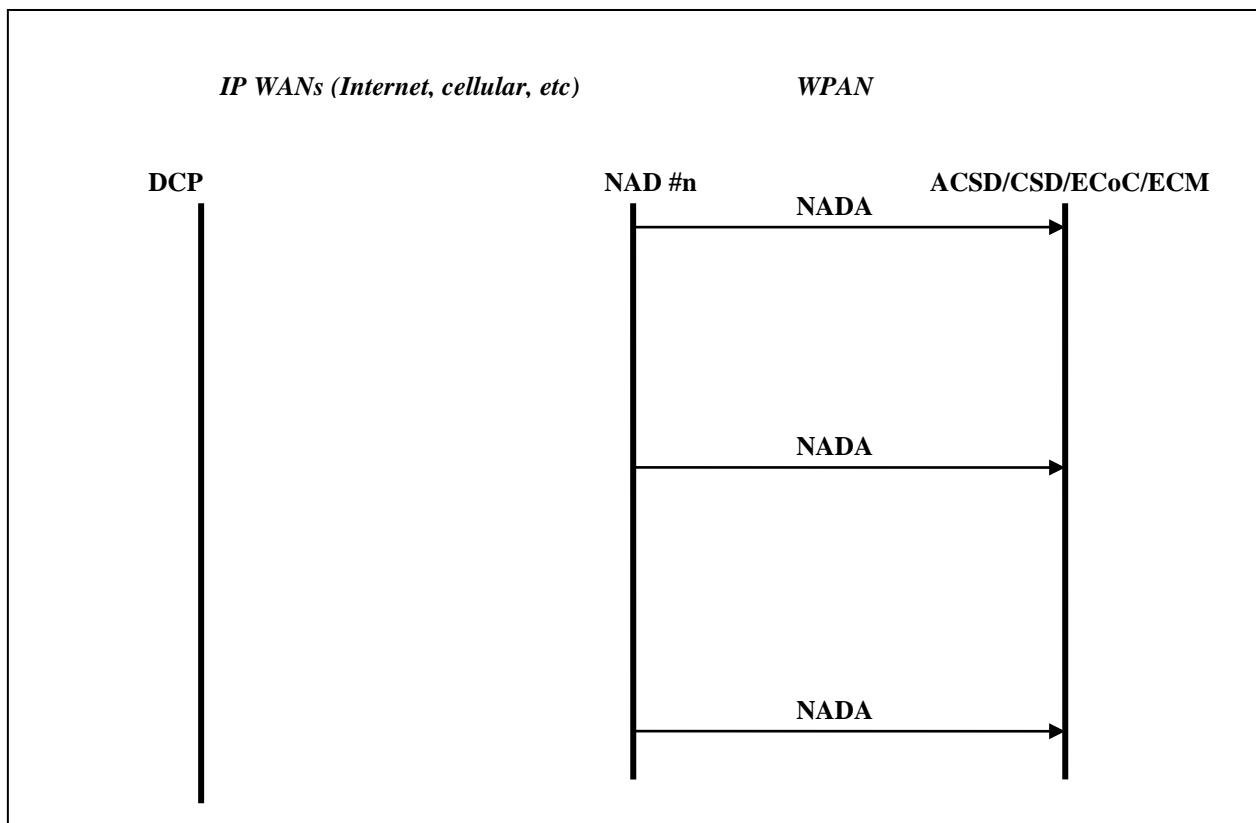 IP WANs (Internet, cellular, etc) WPAN
DCP NAD #n ACSD/CSD/ECoC/ECM
NADA
NADA
NADA